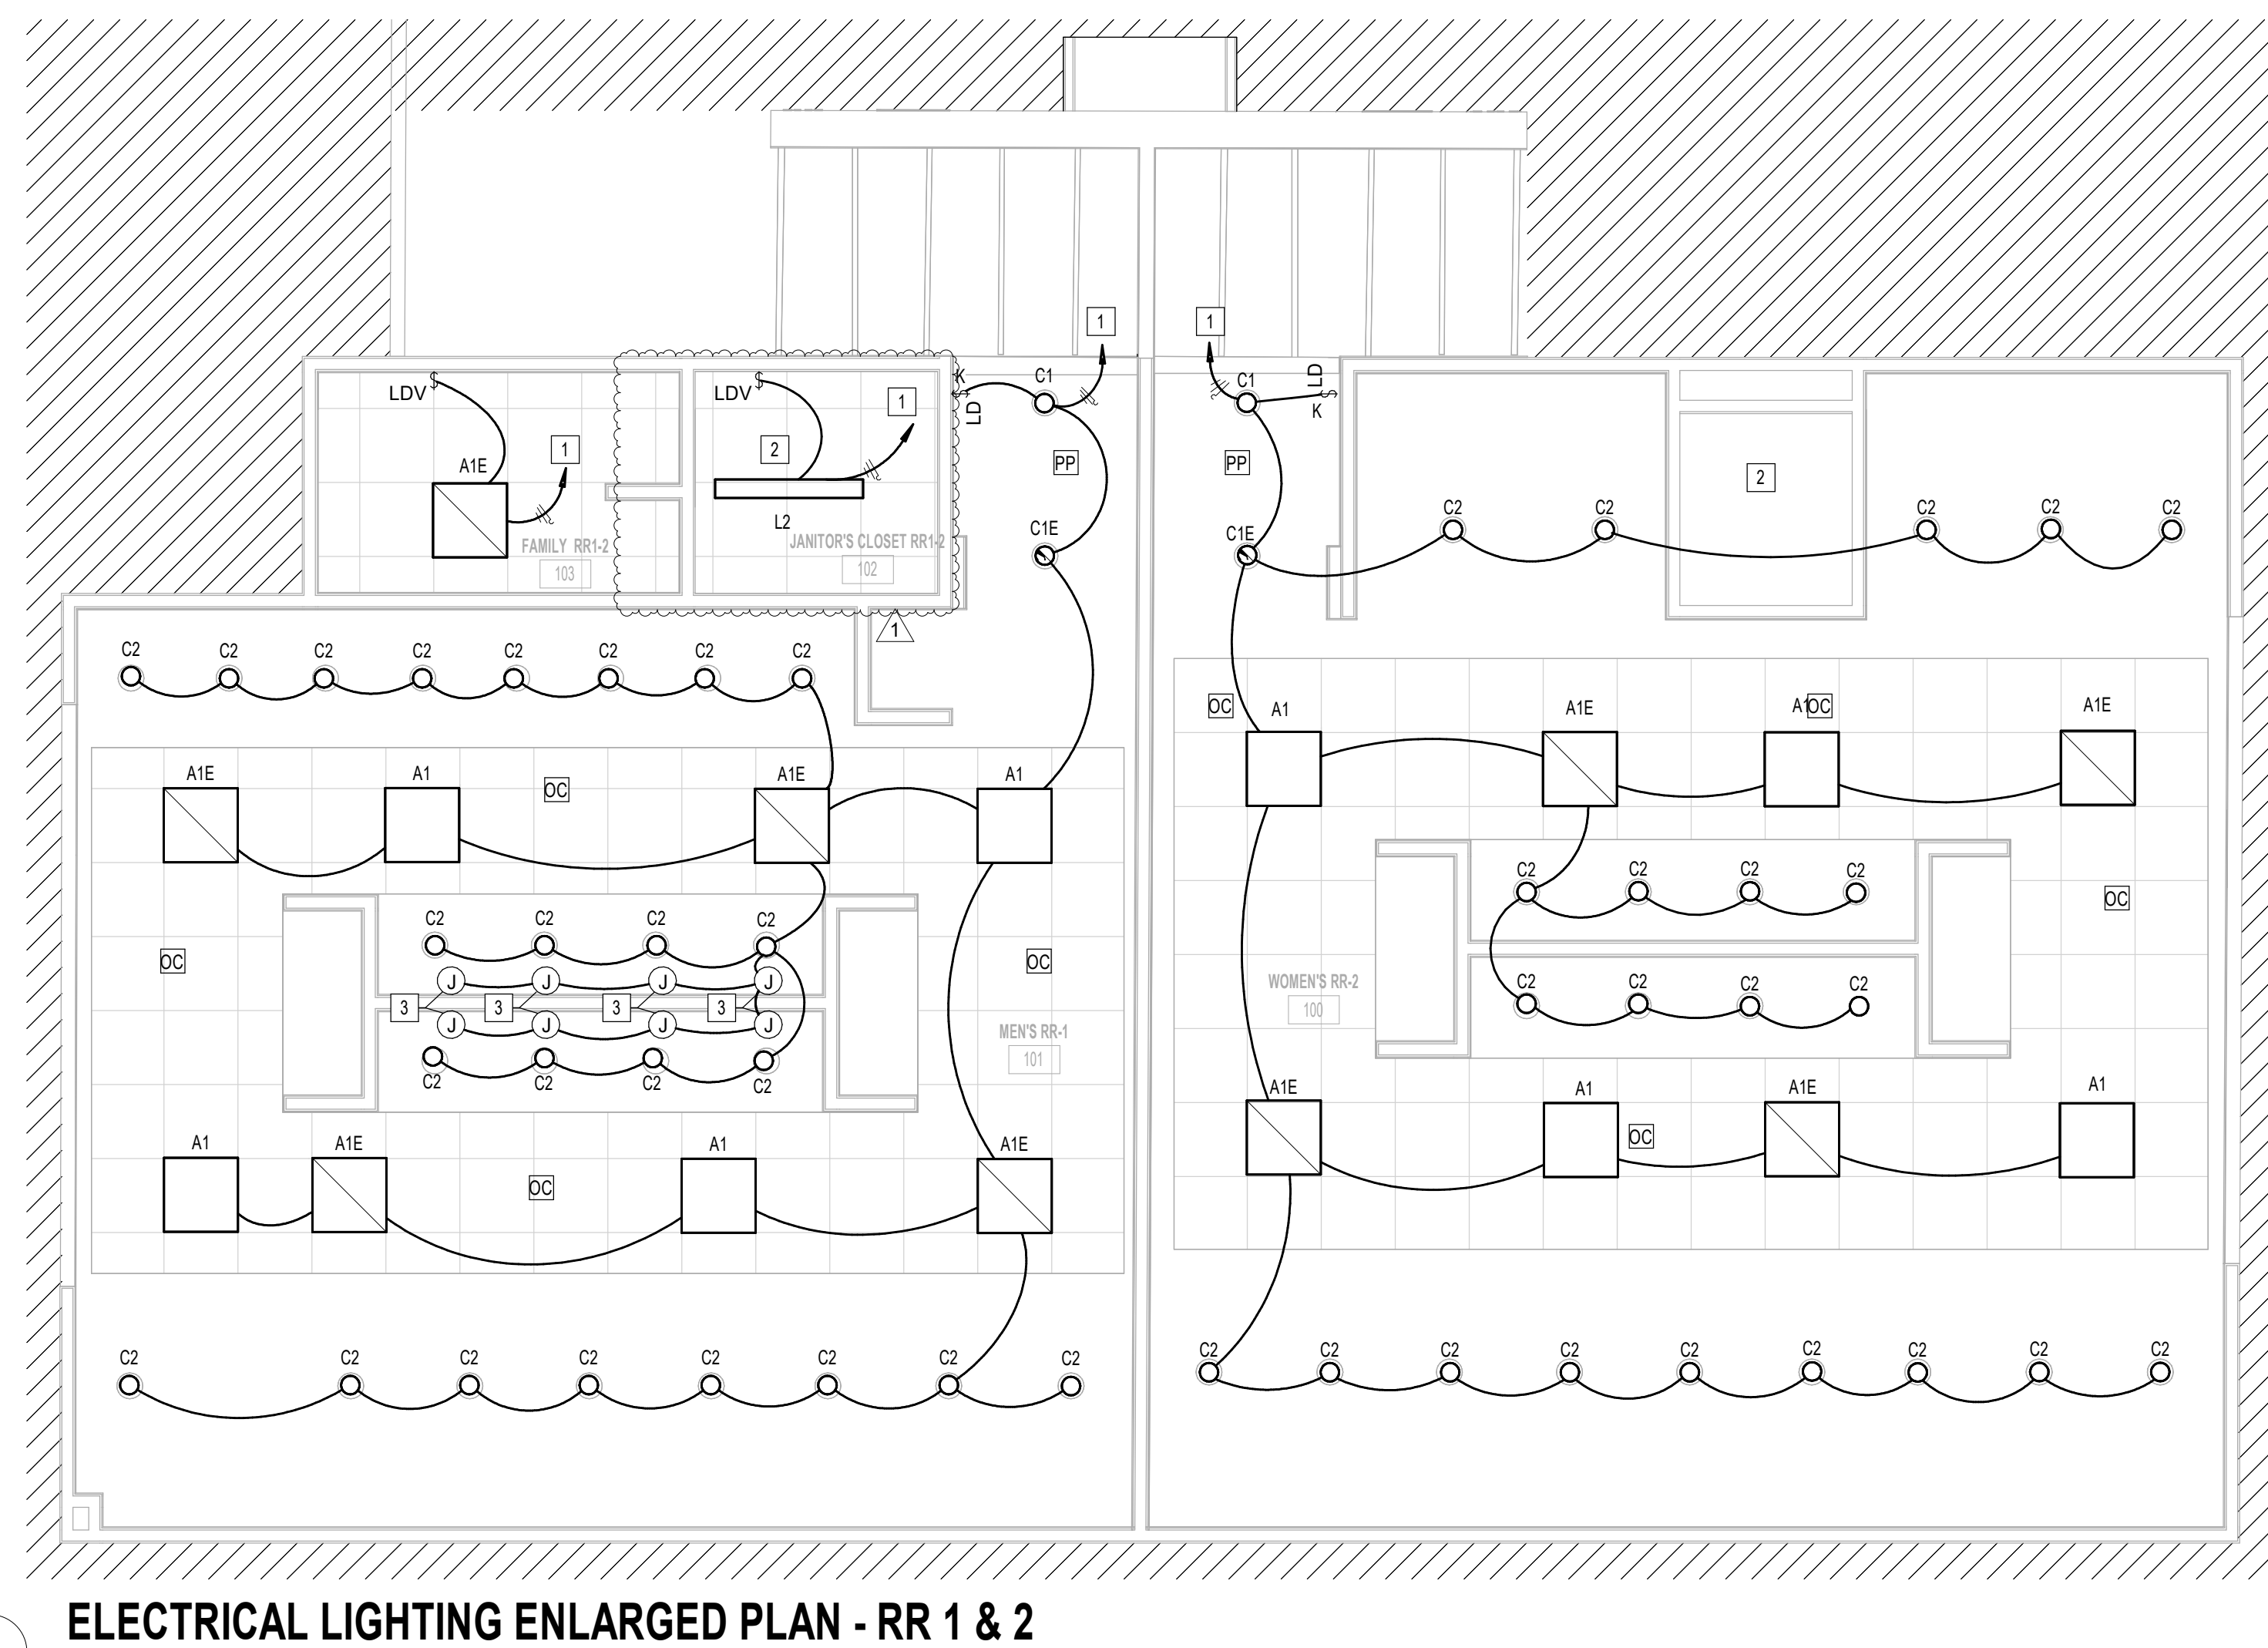 1 1
K C1 C1 LD
LDV LDV 1 LD K
1 2 PP PP
A1E 2
C2 C2 C2 C2 C2
L2 C1E C1E
FAMILY RR1-2 JANITOR'S CLOSET RR1-2
103 102
1
C2 C2 C2 C2 C2 C2 C2 C2
OC A1 A1E A1 OC A1E
A1E A1 OC A1E A1
C2 C2 C2 C2
OC
C2 C2 C2 C2
OC OC
J J J J
WOMEN'S RR-2
C2 C2 C2 C2
3 3 3 3
100
J J J J
MEN'S RR-1
101
C2 C2 C2 C2
A1E A1 A1E A1
OC
A1 A1E A1 A1E
OC
C2 C2 C2 C2 C2 C2 C2 C2 C2
C2 C2 C2 C2 C2 C2 C2 C2
ELECTRICAL LIGHTING ENLARGED PLAN - RR 1 & 2